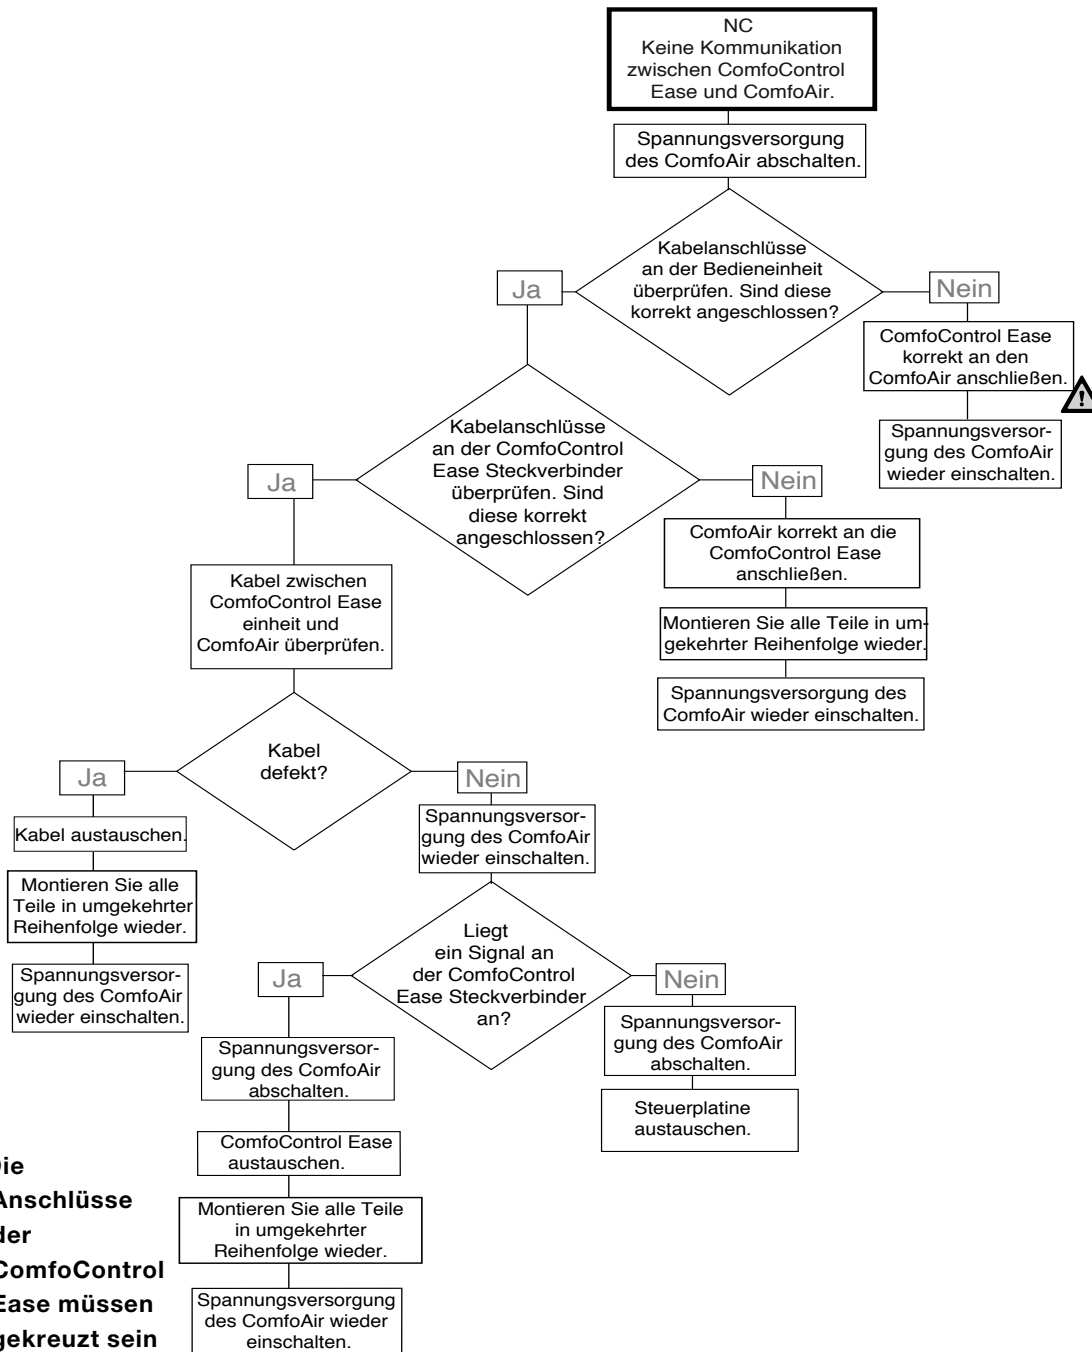 NC
Keine Kommunikation
zwischen ComfoControl
Ease und ComfoAir.
Spannungsversorgung
des ComfoAir abschalten.
Kabelanschlüsse
an der Bedieneinheit
überprüfen. Sind diese
korrekt angeschlossen?
Ja
Nein
ComfoControl Ease
korrekt an den
ComfoAir anschließen.
Spannungsversor-
gung des ComfoAir
wieder einschalten.
Kabelanschlüsse
an der ComfoControl
Ease Steckverbinder
überprüfen. Sind
diese korrekt
angeschlossen?
Ja
Nein
ComfoAir korrekt an die
ComfoControl Ease
anschließen.
Montieren Sie alle Teile in um-
gekehrter Reihenfolge wieder.
Spannungsversorgung des
ComfoAir wieder einschalten.
Kabel zwischen
ComfoControl Ease
einheit und
ComfoAir überprüfen.
Kabel
defekt?
Ja
Nein
Kabel austauschen.
Montieren Sie alle
Teile in umgekehrter
Reihenfolge wieder.
Spannungsversor-
gung des ComfoAir
wieder einschalten.
Spannungsversor-
gung des ComfoAir
wieder einschalten.
Liegt
ein Signal an
der ComfoControl
Ease Steckverbinder
an?
Ja
Nein
Spannungsversor-
gung des ComfoAir
abschalten.
Steuerplatine
austauschen.
Spannungsversor-
gung des ComfoAir
abschalten.
ComfoControl Ease
austauschen.
Montieren Sie alle Teile
in umgekehrter
Reihenfolge wieder.
Spannungsversorgung
des ComfoAir wieder
einschalten.
Die
Anschlüsse
der
ComfoControl
Ease müssen
gekreuzt sein